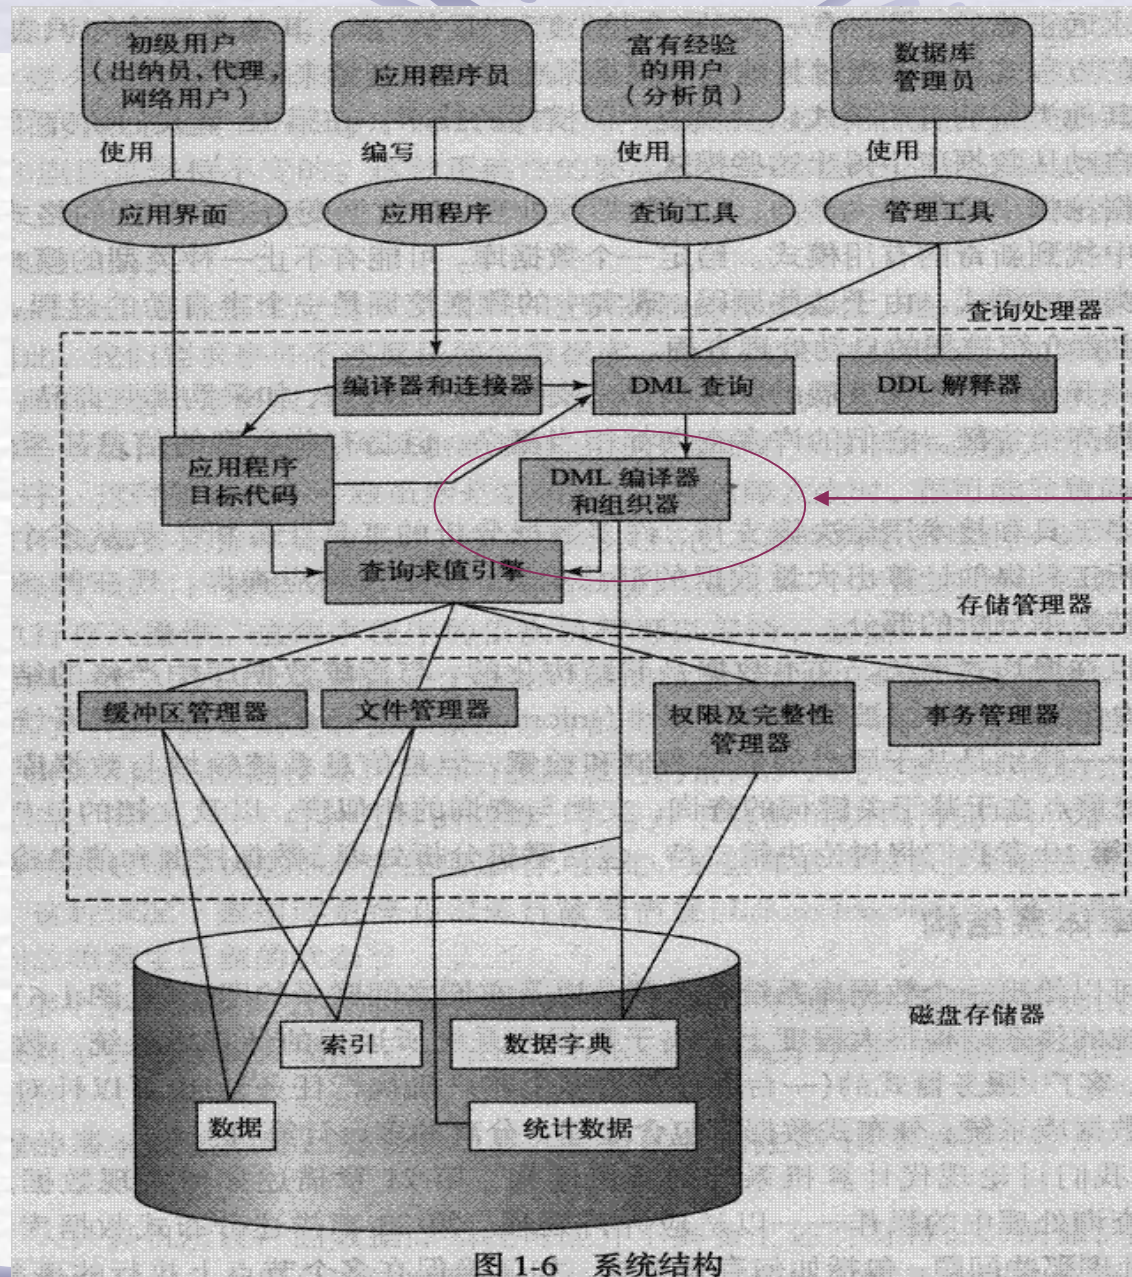 初级用户
（出纳员、代理，
网络用户）
应用程序员
富有经验
的用户
（分析员）
数据库
管理员
使用
编写
使用
使用
应用界面
应用程序
查询工具
管理工具
查询处理器
编译器和连接器
DML 查询
DDL 解释器
应用程序
目标代码
DML 编译器
和组织器
查询求值引擎
存储管理器
缓冲区管理器
文件管理器
权限及完整性
管理器
事务管理器
磁盘存储器
索引
数据字典
数据
统计数据
图 1-6 系统结构